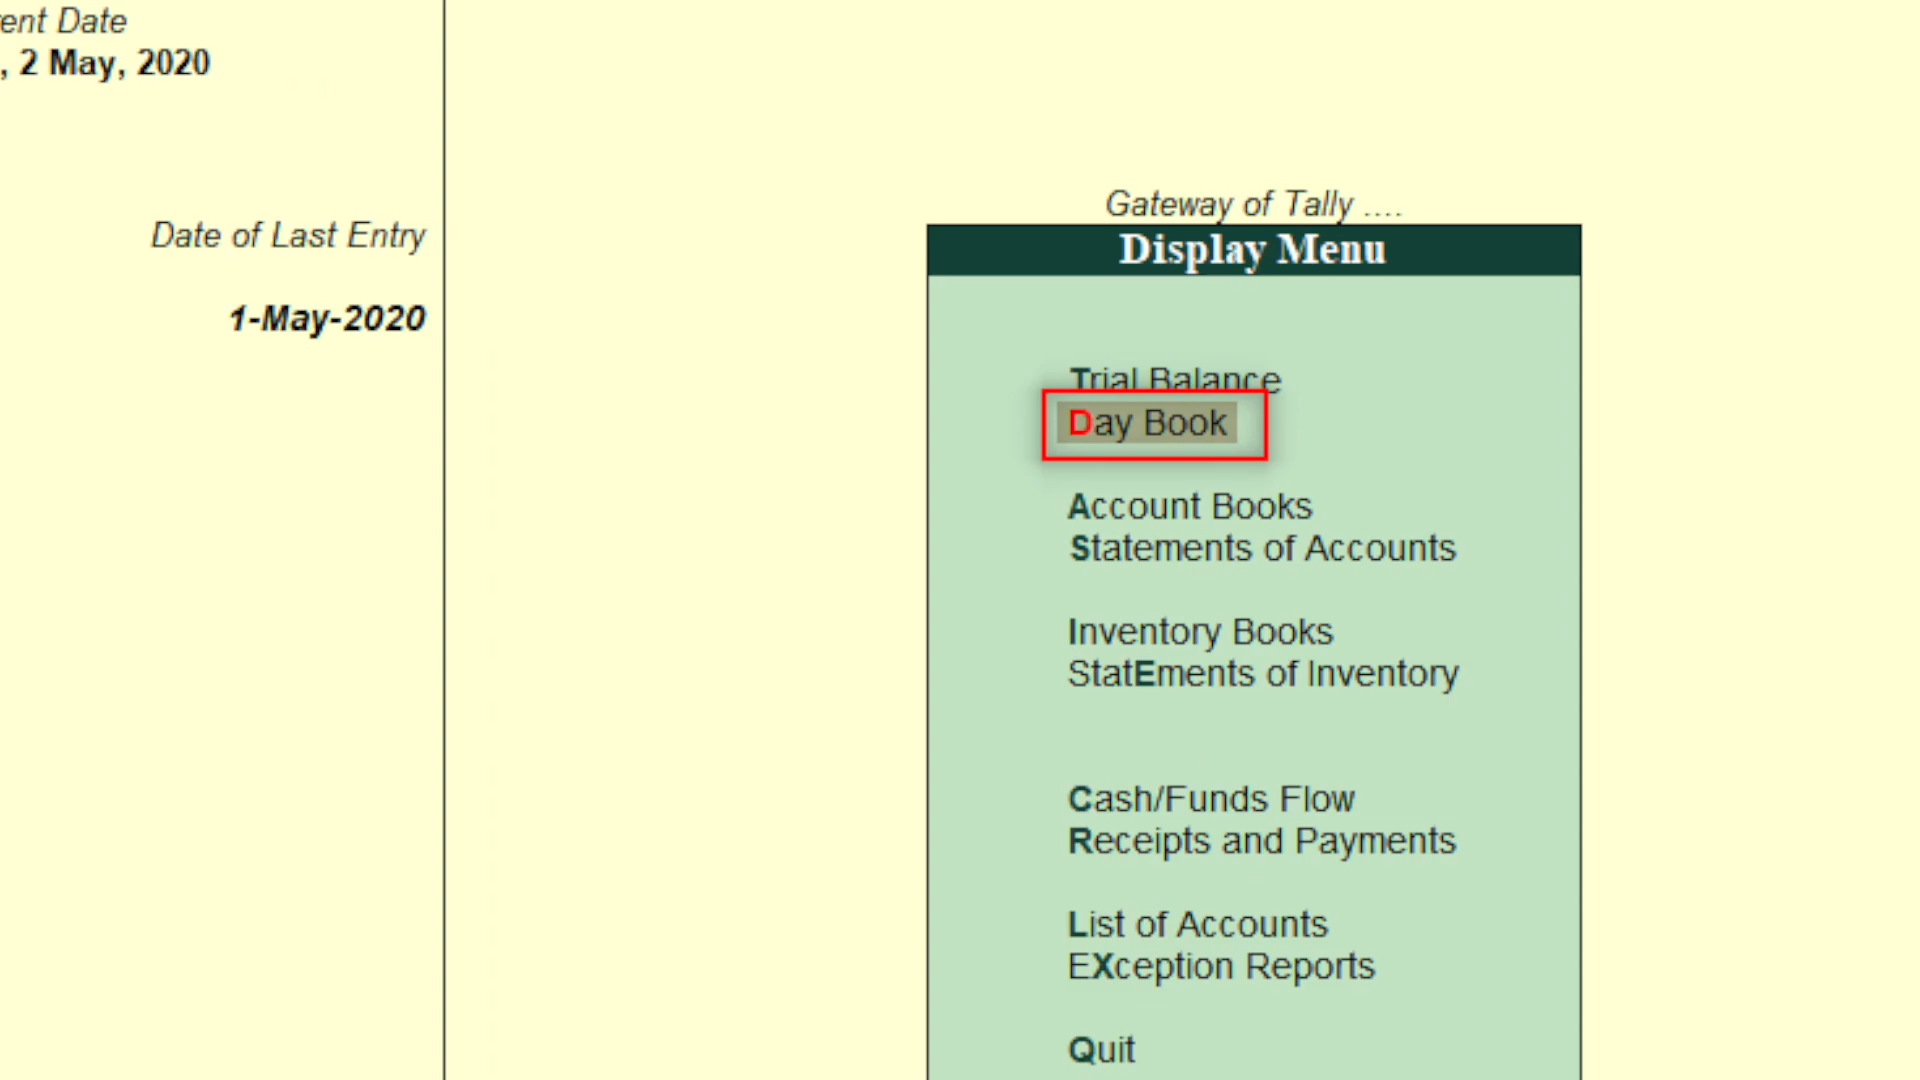 ent Date
, 2 May, 2020
Date of Last Entry
1-May-2020
Gateway of Tally ....
Display Menu
Trial Balance
Day Book
Account Books
Statements of Accounts
Inventory Books
StatEments of Inventory
Cash/Funds Flow
Receipts and Payments
List of Accounts
EXception Reports
Quit